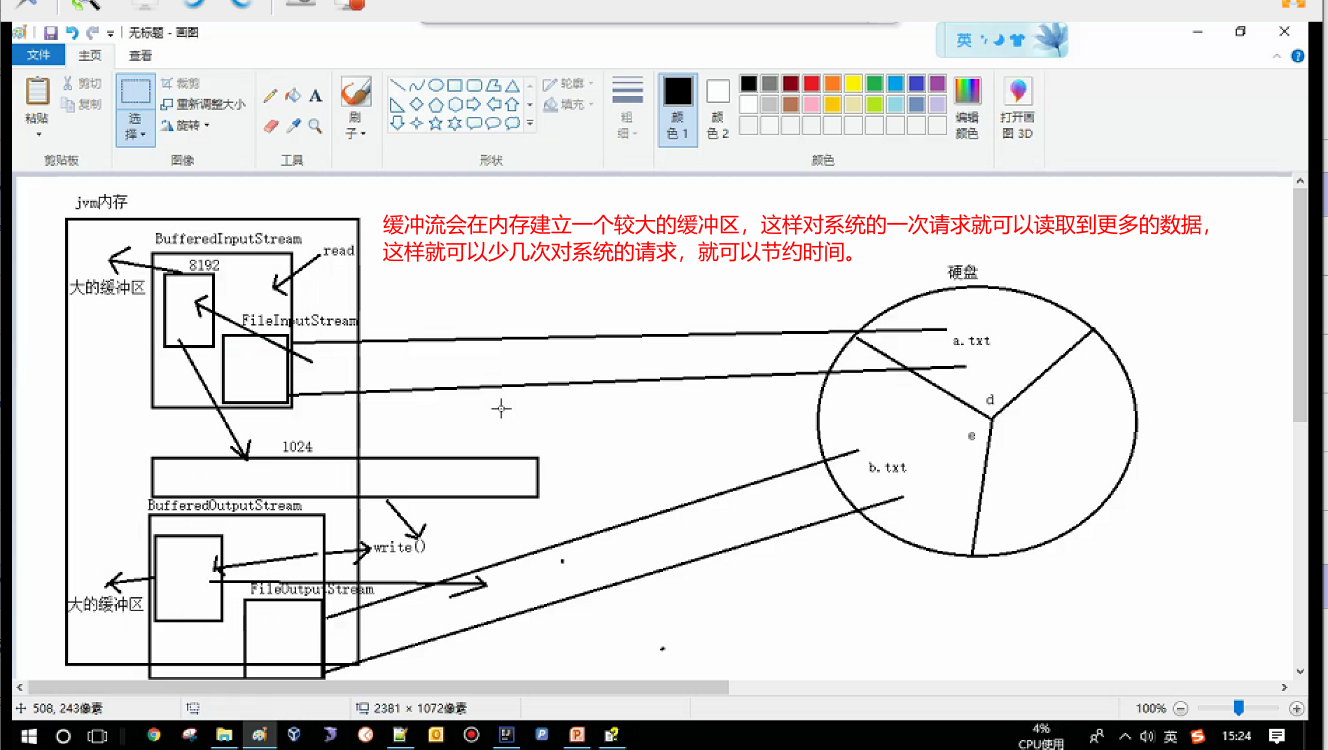 无标题 - 画图
英
文件 主页 查看
粘贴
剪切
复制
剪贴板
选择
裁剪
重新调整大小
旋转
图像
A
工具
刷子
轮廓
填充
形状
粗细
颜色 1
颜色 2
颜色
编辑颜色
打开画图 3D
jvm内存
缓冲流会在内存建立一个较大的缓冲区，这样对系统的一次请求就可以读取到更多的数据，
这样就可以少几次对系统的请求，就可以节约时间。
BufferedInputStream
read
8192
硬盘
大的缓冲区
FileInputStream
a.txt
d
e
1024
b.txt
BufferedOutputStream
write()
FileOutputStream
大的缓冲区
508, 243像素
2381 × 1072像素
100%
4%
CPU使用
英
15:24